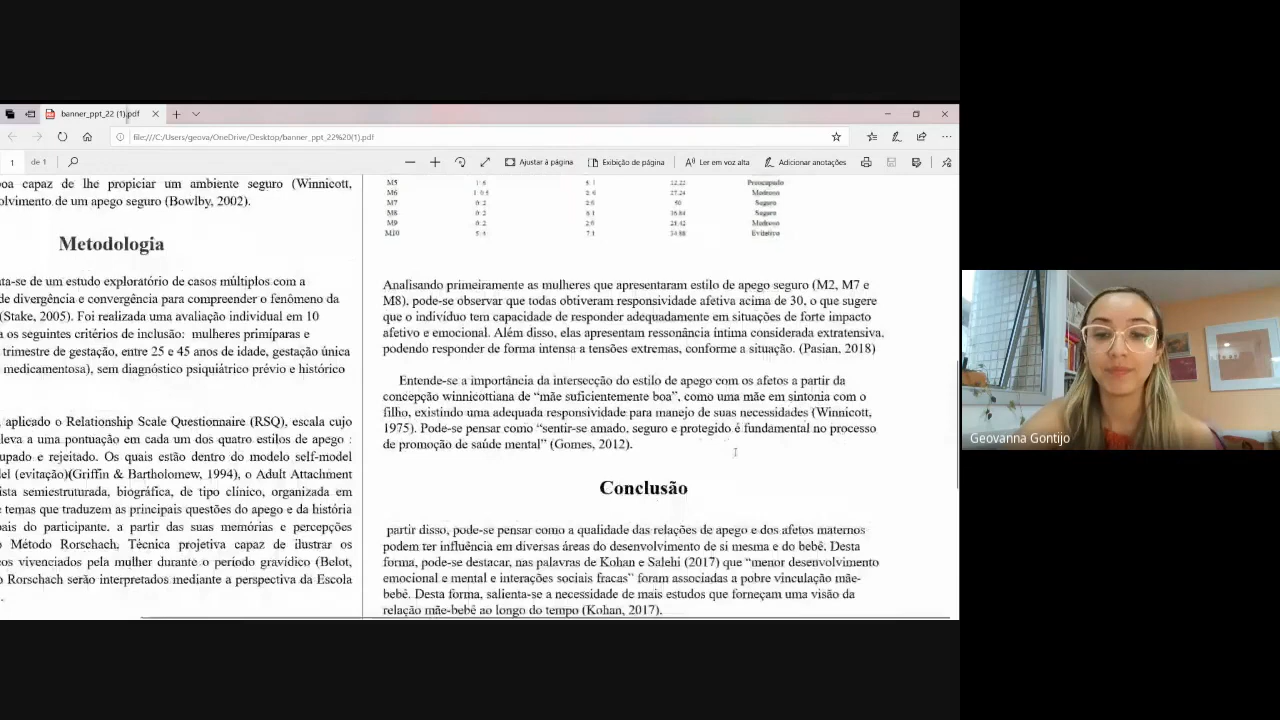 banner_ppt_22 (1).pdf
file:///C:/Users/geova/OneDrive/Desktop/banner_ppt_22%20(1).pdf
1 de 1
Ajustar à página
Exibição de página
Ler em voz alta
Adicionar anotações
oa capaz de lhe propiciar um ambiente seguro (Winnicott,
olvimento de um apego seguro (Bowlby, 2002).
Metodologia
ta-se de um estudo exploratório de casos múltiplos com a
de divergência e convergência para compreender o fenômeno da
(Stake, 2005). Foi realizada uma avaliação individual em 10
a os seguintes critérios de inclusão: mulheres primíparas e
trimestre de gestação, entre 25 e 45 anos de idade, gestação única
medicamentosa), sem diagnóstico psiquiátrico prévio e histórico
, aplicado o Relationship Scale Questionnaire (RSQ), escala cujo
leva a uma pontuação em cada um dos quatro estilos de apego :
upado e rejeitado. Os quais estão dentro do modelo self-model
el (evitação)(Griffin & Bartholomew, 1994), o Adult Attachment
ista semiestruturada, biográfica, de tipo clínico, organizada em
e temas que traduzem as principais questões do apego e da história
pais do participante. a partir das suas memórias e percepções
o Método Rorschach. Técnica projetiva capaz de ilustrar os
cos vivenciados pela mulher durante o período gravídico (Belot,
o Rorschach serão interpretados mediante a perspectiva da Escola
.
M5 Preocupado
M6
M7 50 Seguro
M8 Seguro
M9
M10
Analisando primeiramente as mulheres que apresentaram estilo de apego seguro (M2, M7 e
M8), pode-se observar que todas obtiveram responsividade afetiva acima de 30, o que sugere
que o indivíduo tem capacidade de responder adequadamente em situações de forte impacto
afetivo e emocional. Além disso, elas apresentam ressonância íntima considerada extratensiva,
podendo responder de forma intensa a tensões extremas, conforme a situação. (Pasian, 2018)
Entende-se a importância da intersecção do estilo de apego com os afetos a partir da
concepção winnicottiana de “mãe suficientemente boa”, como uma mãe em sintonia com o
filho, existindo uma adequada responsividade para manejo de suas necessidades (Winnicott,
1975). Pode-se pensar como “sentir-se amado, seguro e protegido é fundamental no processo
de promoção de saúde mental” (Gomes, 2012).
Conclusão
partir disso, pode-se pensar como a qualidade das relações de apego e dos afetos maternos
podem ter influência em diversas áreas do desenvolvimento de si mesma e do bebê. Desta
forma, pode-se destacar, nas palavras de Kohan e Salehi (2017) que “menor desenvolvimento
emocional e mental e interações sociais fracas” foram associadas a pobre vinculação mãe-
bebê. Desta forma, salienta-se a necessidade de mais estudos que forneçam uma visão da
relação mãe-bebê ao longo do tempo (Kohan, 2017).
Geovanna Gontijo